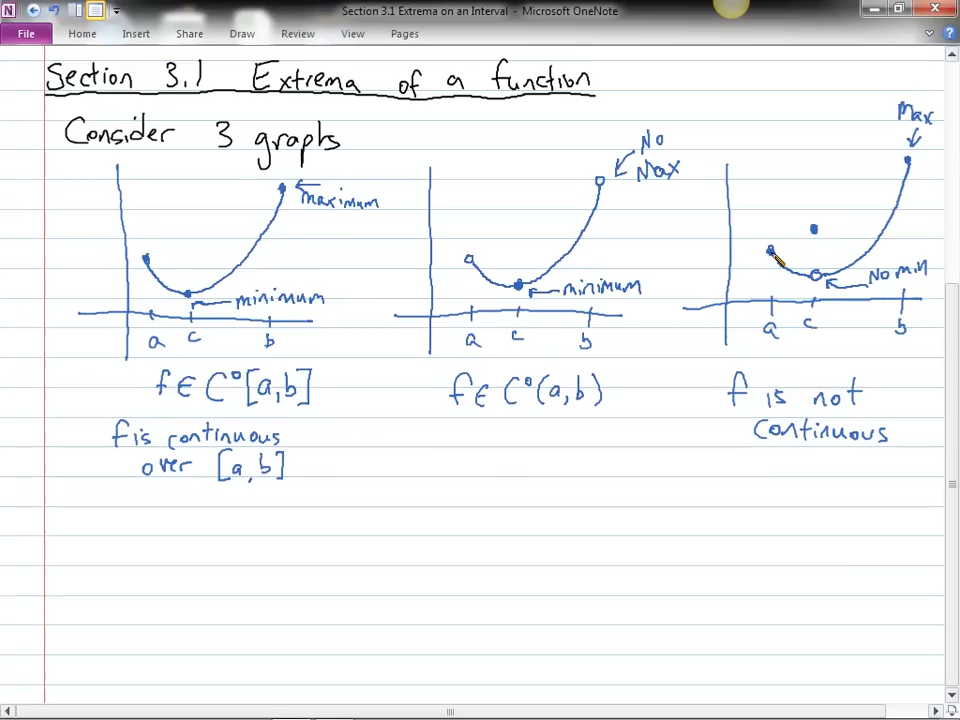 Section 3.1 Extrema on an Interval - Microsoft OneNote
File Home Insert Share Draw Review View Pages
Section 3.1 Extrema of a function
Consider 3 graphs
maximum
minimum
a c b
f ∈ C⁰[a,b]
f is continuous
over [a,b]
No
Max
minimum
a c b
f ∈ C⁰(a,b)
Max
No min
a c b
f is not
continuous